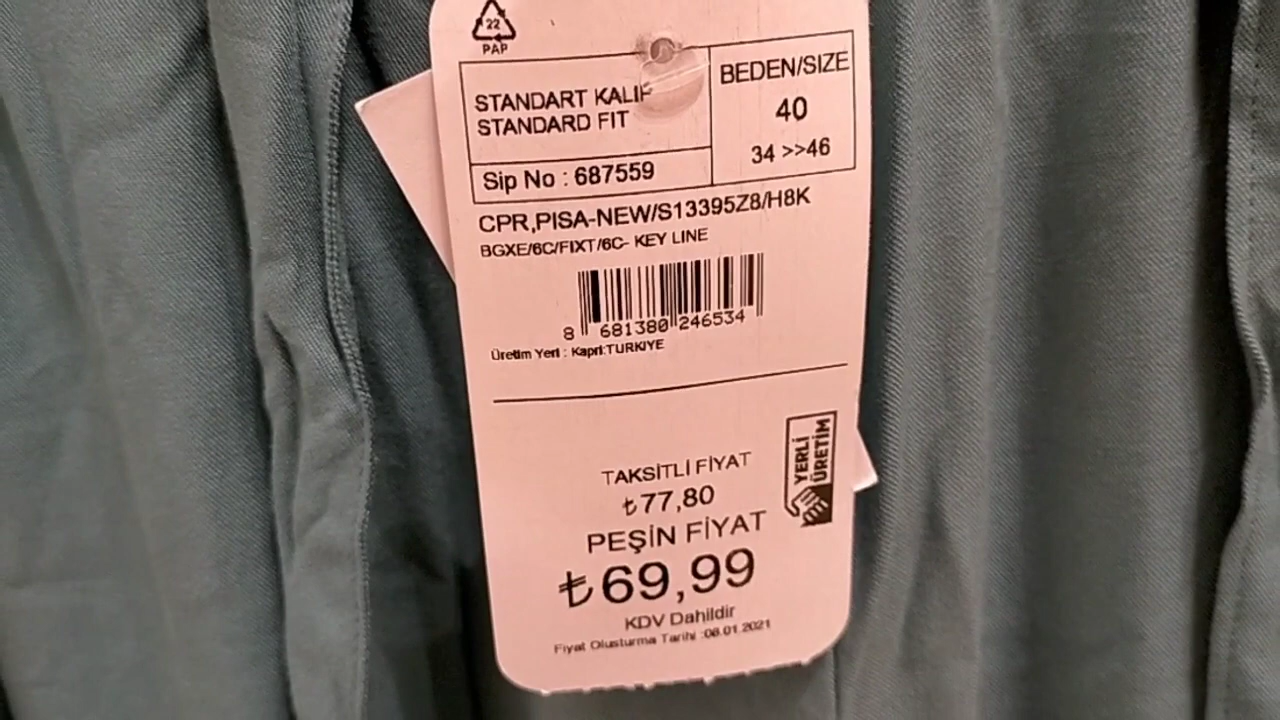 22
PAP
STANDART KALIP
STANDARD FIT
BEDEN/SIZE
40
34 >>46
Sip No : 687559
CPR,PISA-NEW/S13395Z8/H8K
BGXE/6C/FIXT/6C- KEY LINE
8 681380 246534
Üretim Yeri : Kapri:TURKIYE
YERLİ
ÜRETİM
TAKSİTLİ FİYAT
₺77,80
PEŞİN FİYAT
₺69,99
KDV Dahildir
Fiyat Olusturma Tarihi :08.01.2021